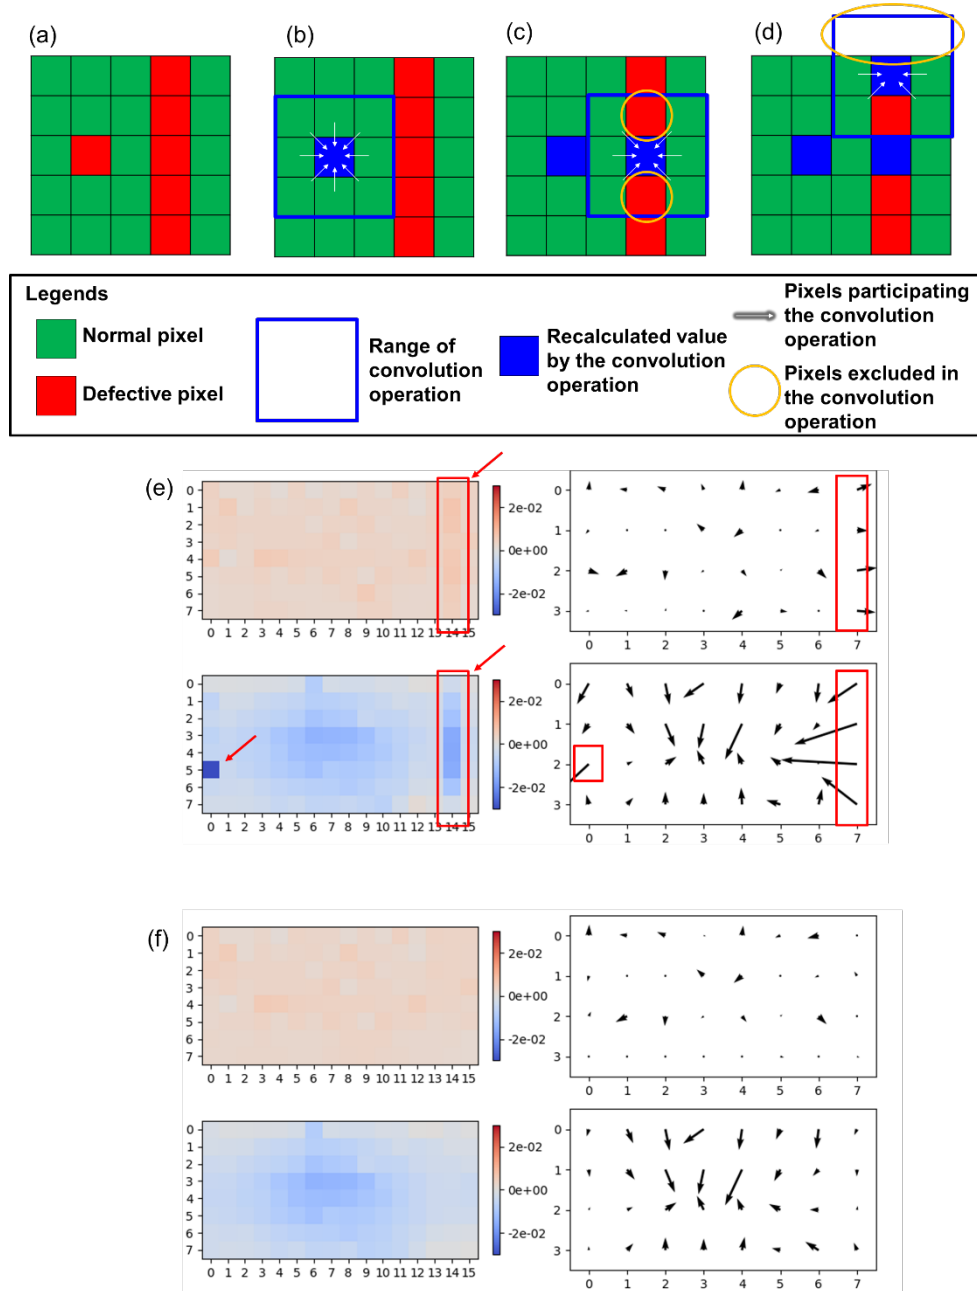 (a) (b) (c) (d)
Legends
Normal pixel
Defective pixel
Range of
convolution
operation
Recalculated value
by the convolution
operation
Pixels participating
the convolution
operation
Pixels excluded in
the convolution
operation
(e)
0
1
2
3
4
5
6
7
0 1 2 3 4 5 6 7 8 9 10 11 12 13 14 15
2e-02
0e+00
-2e-02
0
1
2
3
0 1 2 3 4 5 6 7
0
1
2
3
4
5
6
7
0 1 2 3 4 5 6 7 8 9 10 11 12 13 14 15
2e-02
0e+00
-2e-02
0
1
2
3
0 1 2 3 4 5 6 7
(f)
0
1
2
3
4
5
6
7
0 1 2 3 4 5 6 7 8 9 10 11 12 13 14 15
2e-02
0e+00
-2e-02
0
1
2
3
0 1 2 3 4 5 6 7
0
1
2
3
4
5
6
7
0 1 2 3 4 5 6 7 8 9 10 11 12 13 14 15
2e-02
0e+00
-2e-02
0
1
2
3
0 1 2 3 4 5 6 7